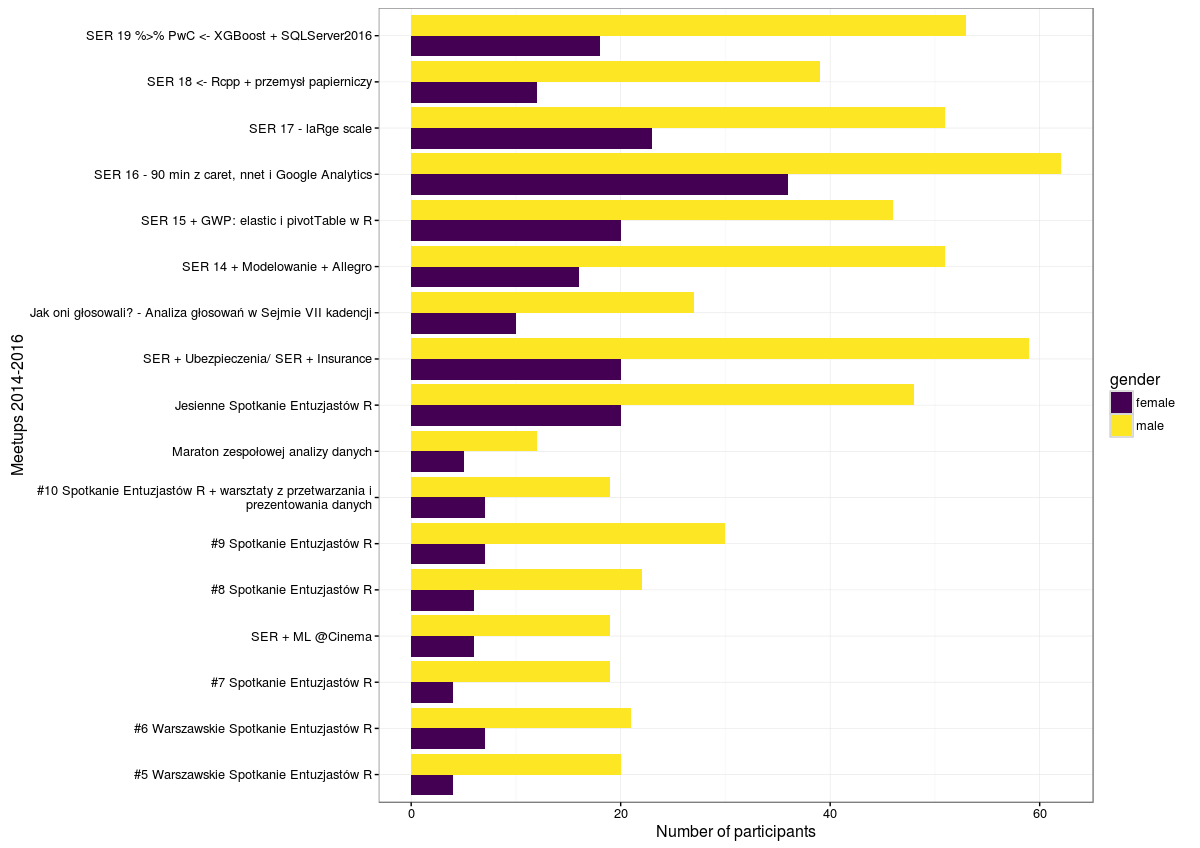 SER 19 %>% PwC <- XGBoost + SQLServer2016
SER 18 <- Rcpp + przemysł papierniczy
SER 17 - laRge scale
SER 16 - 90 min z caret, nnet i Google Analytics
SER 15 + GWP: elastic i pivotTable w R
SER 14 + Modelowanie + Allegro
Jak oni głosowali? - Analiza głosowań w Sejmie VII kadencji
SER + Ubezpieczenia/ SER + Insurance
Jesienne Spotkanie Entuzjastów R
Maraton zespołowej analizy danych
#10 Spotkanie Entuzjastów R + warsztaty z przetwarzania i
prezentowania danych
#9 Spotkanie Entuzjastów R
#8 Spotkanie Entuzjastów R
SER + ML @Cinema
#7 Spotkanie Entuzjastów R
#6 Warszawskie Spotkanie Entuzjastów R
#5 Warszawskie Spotkanie Entuzjastów R
Meetups 2014-2016
0 20 40 60
Number of participants
gender
female
male